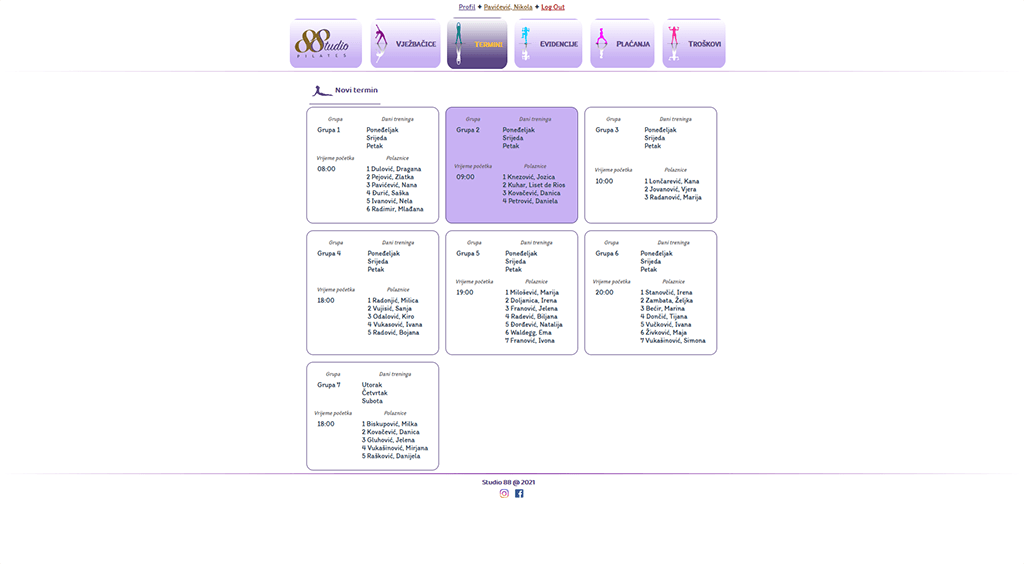 Profil ✦ Pavičević, Nikola ✦ Log Out
88tudio
PILATES
VJEŽBAČICE
TERMINI
EVIDENCIJE
PLAĆANJA
TROŠKOVI
Novi termin
Grupa Dani treninga
Grupa 1 Ponedeljak
Srijeda
Petak
Vrijeme početka Polaznice
08:00 1 Dulović, Dragana
2 Pejović, Zlatka
3 Pavićević, Nana
4 Đurić, Saška
5 Ivanović, Nela
6 Radimir, Mlađana
Grupa Dani treninga
Grupa 2 Ponedeljak
Srijeda
Petak
Vrijeme početka Polaznice
09:00 1 Knezović, Jozica
2 Kuhar, Liset de Rios
3 Kovačević, Danica
4 Petrović, Daniela
Grupa Dani treninga
Grupa 3 Ponedeljak
Srijeda
Petak
Vrijeme početka Polaznice
10:00 1 Lončarević, Kana
2 Jovanović, Vjera
3 Radanović, Marija
Grupa Dani treninga
Grupa 4 Ponedeljak
Srijeda
Petak
Vrijeme početka Polaznice
18:00 1 Radonjić, Milica
2 Vujisić, Sanja
3 Odalović, Kiro
4 Vukasović, Ivana
5 Radović, Bojana
Grupa Dani treninga
Grupa 5 Ponedeljak
Srijeda
Petak
Vrijeme početka Polaznice
19:00 1 Milošević, Marija
2 Doljanica, Irena
3 Franović, Jelena
4 Radević, Biljana
5 Đorđević, Natalija
6 Waldegg, Ema
7 Franović, Ivona
Grupa Dani treninga
Grupa 6 Ponedeljak
Srijeda
Petak
Vrijeme početka Polaznice
20:00 1 Stanovčić, Irena
2 Zambata, Željka
3 Bećir, Marina
4 Dončić, Tijana
5 Vučković, Ivana
6 Živković, Maja
7 Vukašinović, Simona
Grupa Dani treninga
Grupa 7 Utorak
Četvrtak
Subota
Vrijeme početka Polaznice
18:00 1 Biskupović, Milka
2 Kovačević, Danica
3 Gluhović, Jelena
4 Vukašinović, Mirjana
5 Rašković, Danijela
Studio 88 @ 2021